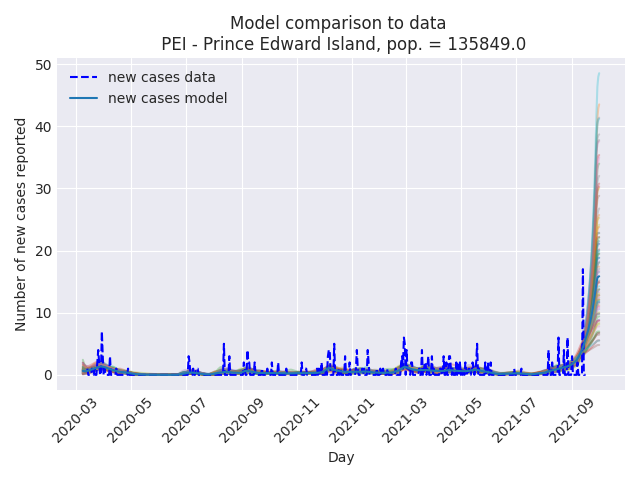 Model comparison to data
PEI - Prince Edward Island, pop. = 135849.0
new cases data
new cases model
Number of new cases reported
50
40
30
20
10
0
2020-03
2020-05
2020-07
2020-09
2020-11
2021-01
2021-03
2021-05
2021-07
2021-09
Day